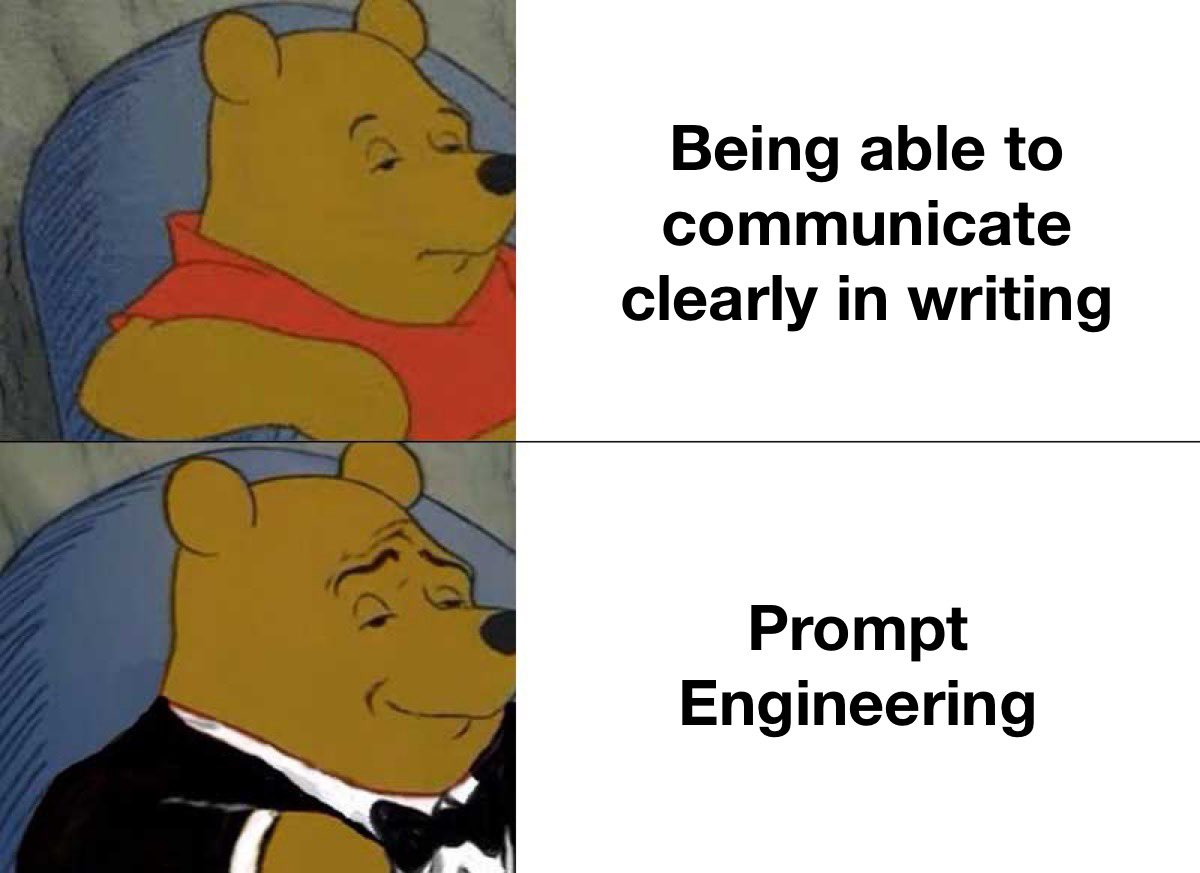 Being able to
communicate
clearly in writing
Prompt
Engineering